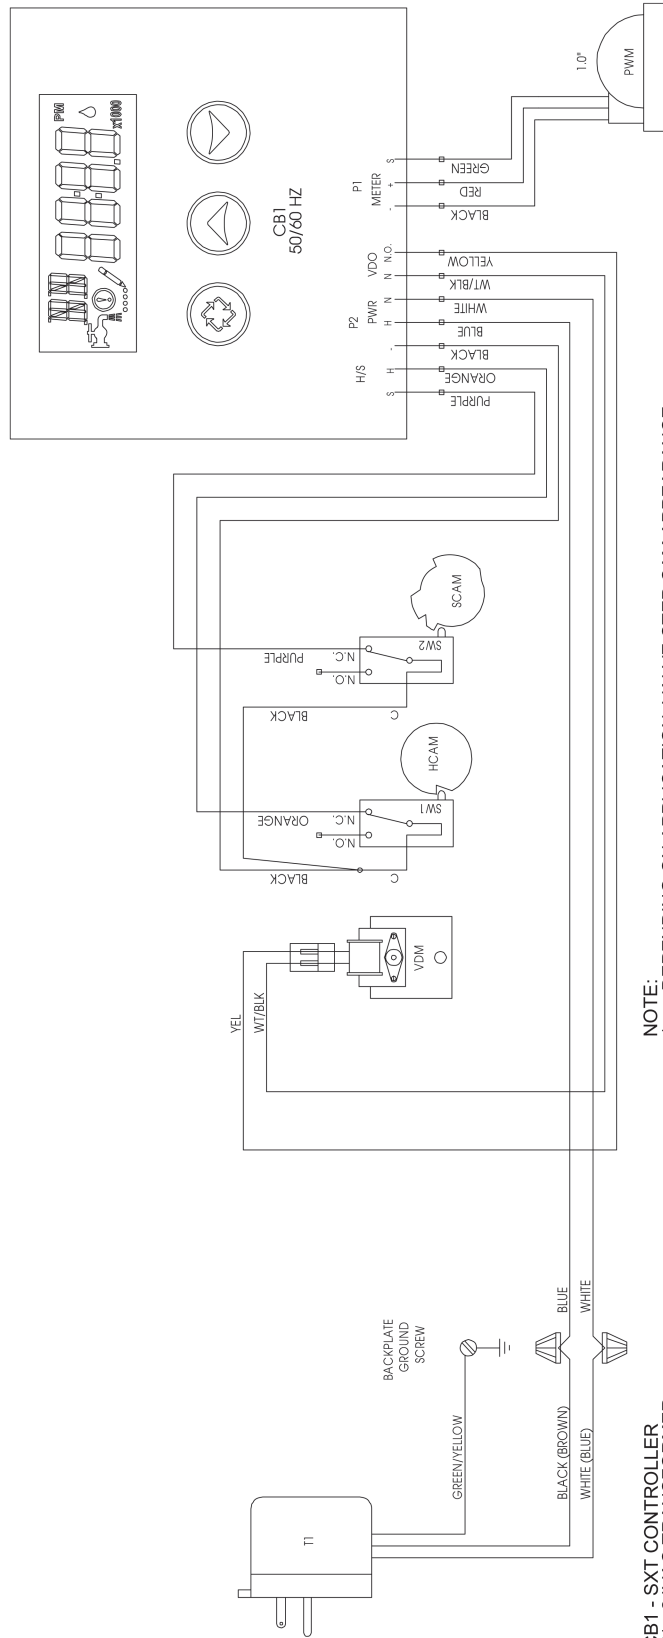 PM
x1000
CB1
50/60 HZ
P1
METER
S
+
-
GREEN
RED
BLACK
1.0"
PWM
P2
VDO
PWR
H/S
N.O.
N
N
H
-
H
S
YELLOW
WT/BLK
WHITE
BLUE
BLACK
ORANGE
PURPLE
SCAM
SW2
PURPLE
N.C.
N.O.
BLACK
C
HCAM
SW1
ORANGE
N.C.
N.O.
BLACK
C
VDM
YEL
WT/BLK
BACKPLATE
GROUND
SCREW
BLUE
WHITE
GREEN/YELLOW
BLACK (BROWN)
WHITE (BLUE)
T1
NOTE:
CB1 - SXT CONTROLLER